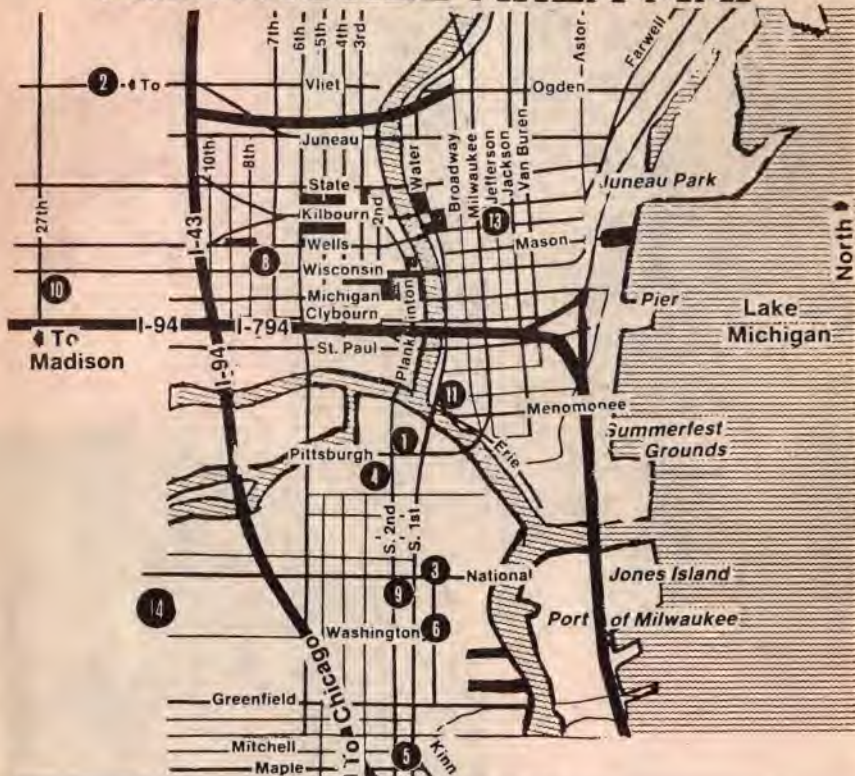 7th
6th
5th
4th
3rd
Astor
Farwell
2
To
Vliet
Ogden
Juneau
10th
8th
Water
Broadway
Milwaukee
Jefferson
Jackson
Van Buren
State
Juneau Park
27th
I-43
Kilbourn
2nd
13
Wells
Mason
8
Wisconsin
North
10
Michigan
Pier
Clybourn
Lake
Michigan
I-94
I-794
To
Madison
St. Paul
Plankinton
I-94
11
Menomonee
1
Summerfest
Grounds
Pittsburgh
Erie
4
S. 2nd
S. 1st
3
National
Jones Island
9
14
Port of Milwaukee
Washington
6
To Chicago
Greenfield
Mitchell
5
Kinn
Maple